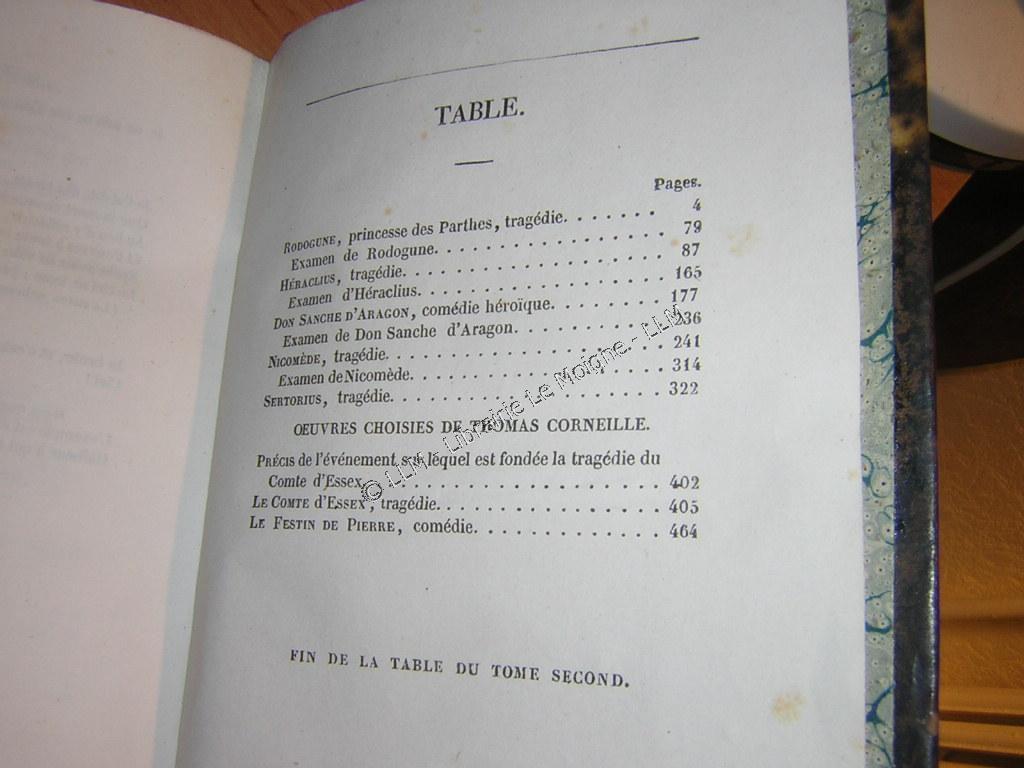 TABLE.
Pages.
RODOGUNE, princesse des Parthes, tragédie. . . . . . . 4
Examen de Rodogune. . . . . . . . . . . . . . . . 79
HÉRACLIUS, tragédie. . . . . . . . . . . . . . . . . . 87
Examen d'Héraclius. . . . . . . . . . . . . . . . . 165
DON SANCHE D'ARAGON, comédie héroïque. . . . . . . . 177
Examen de Don Sanche d'Aragon. . . . . . . . . . . 236
NICOMÈDE, tragédie. . . . . . . . . . . . . . . . . . 241
Examen de Nicomède. . . . . . . . . . . . . . . . . 314
SERTORIUS, tragédie. . . . . . . . . . . . . . . . . . 322
OEUVRES CHOISIES DE THOMAS CORNEILLE.
PRÉCIS de l'événement sur lequel est fondée la tragédie du
Comte d'Essex. . . . . . . . . . . . . . . . . . . . 402
LE COMTE d'ESSEX, tragédie. . . . . . . . . . . . . . 405
LE FESTIN DE PIERRE, comédie. . . . . . . . . . . . . 464
FIN DE LA TABLE DU TOME SECOND.
© LLM - Librairie Le Moigne - LLM